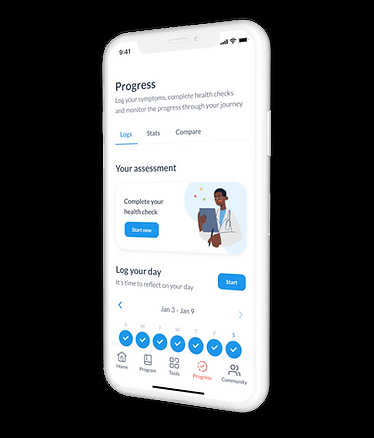 9:41
Progress
Log your symptoms, complete health checks
and monitor the progress through your journey
Logs Stats Compare
Your assessment
Complete your
health check
Start now
Log your day
Start
It's time to reflect on your day
Jan 3 - Jan 9
S M T W T F S
Home Program Tools Progress Community